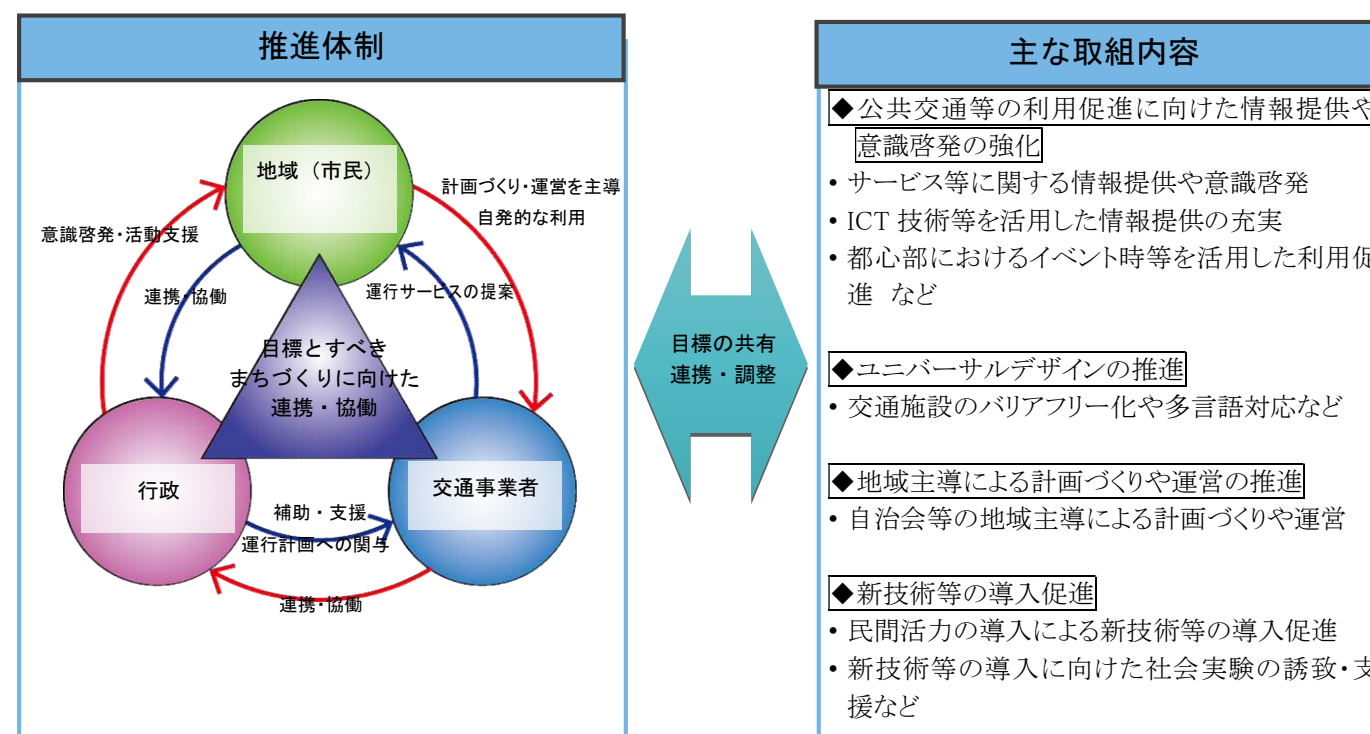 推進体制
地域（市民）
計画づくり・運営を主導
自発的な利用
意識啓発・活動支援
連携・協働
運行サービスの提案
目標とすべき
まちづくりに向けた
連携・協働
行政
交通事業者
補助・支援
運行計画への関与
連携・協働
目標の共有
連携・調整
主な取組内容
◆公共交通等の利用促進に向けた情報提供や
意識啓発の強化
• サービス等に関する情報提供や意識啓発
• ICT 技術等を活用した情報提供の充実
• 都心部におけるイベント時等を活用した利用促
進 など
◆ユニバーサルデザインの推進
• 交通施設のバリアフリー化や多言語対応など
◆地域主導による計画づくりや運営の推進
• 自治会等の地域主導による計画づくりや運営
◆新技術等の導入促進
• 民間活力の導入による新技術等の導入促進
• 新技術等の導入に向けた社会実験の誘致・支
援など